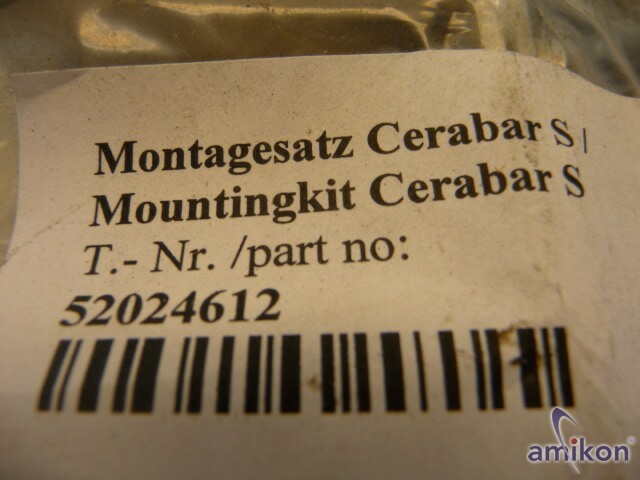 Montagesatz Cerabar S /
Mountingkit Cerabar S
T.- Nr. /part no:
52024612
amikon®